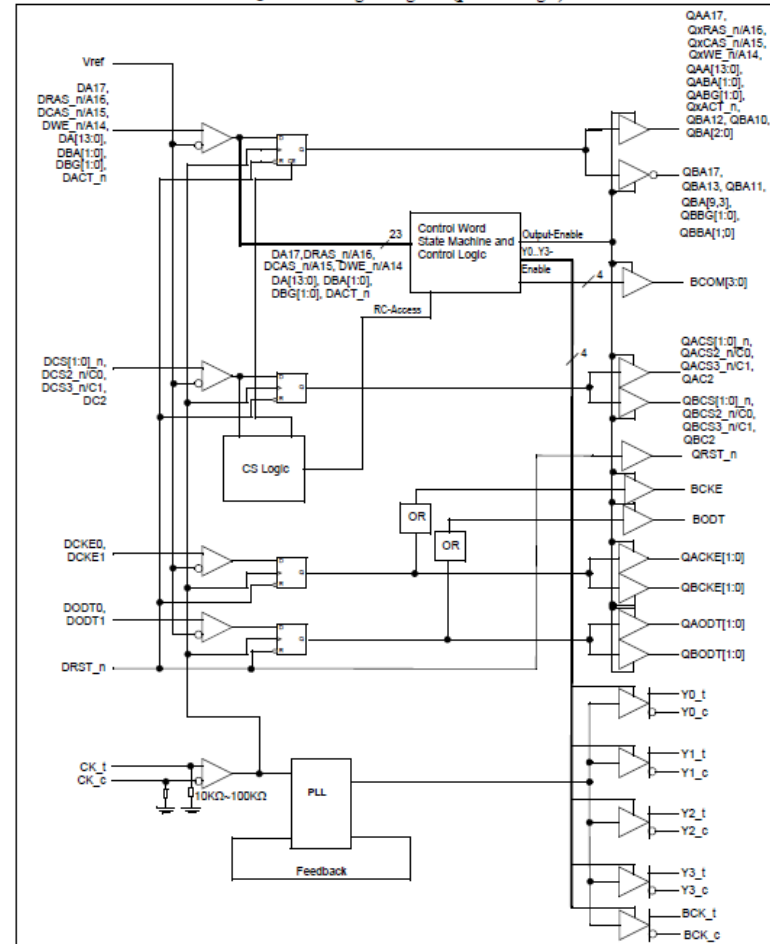 QAA17,
QxRAS_n/A16,
QxCAS_n/A15,
QxWE_n/A14,
QAA[13:0],
QABA[1:0],
QABG[1:0],
QxACT_n,
QBA12, QBA10,
QBA[2:0]
Vref
DA17,
DRAS_n/A16,
DCAS_n/A15,
DWE_n/A14,
DA[13:0],
DBA[1:0],
DBG[1:0],
DACT_n
QBA17,
QBA13, QBA11,
QBA[9,3],
QBBG[1:0],
QBBA[1;0]
23
DA17,DRAS_n/A16,
DCAS_n/A15, DWE_n/A14
DA[13:0], DBA[1:0],
DBG[1:0], DACT_n
Control Word
State Machine and
Control Logic
Output-Enable
Y0..Y3-
Enable
4
BCOM[3:0]
RC-Access
4
DCS[1:0]_n,
DCS2_n/C0,
DCS3_n/C1,
DC2
QACS[1:0]_n,
QACS2_n/C0,
QACS3_n/C1,
QAC2
QBCS[1:0]_n,
QBCS2_n/C0,
QBCS3_n/C1,
QBC2
CS Logic
QRST_n
BCKE
OR
BODT
OR
DCKE0,
DCKE1
QACKE[1:0]
QBCKE[1:0]
DODT0,
DODT1
QAODT[1:0]
QBODT[1:0]
DRST_n
Y0_t
Y0_c
CK_t
CK_c
10KΩ~100KΩ
PLL
Y1_t
Y1_c
Y2_t
Y2_c
Feedback
Y3_t
Y3_c
BCK_t
BCK_c